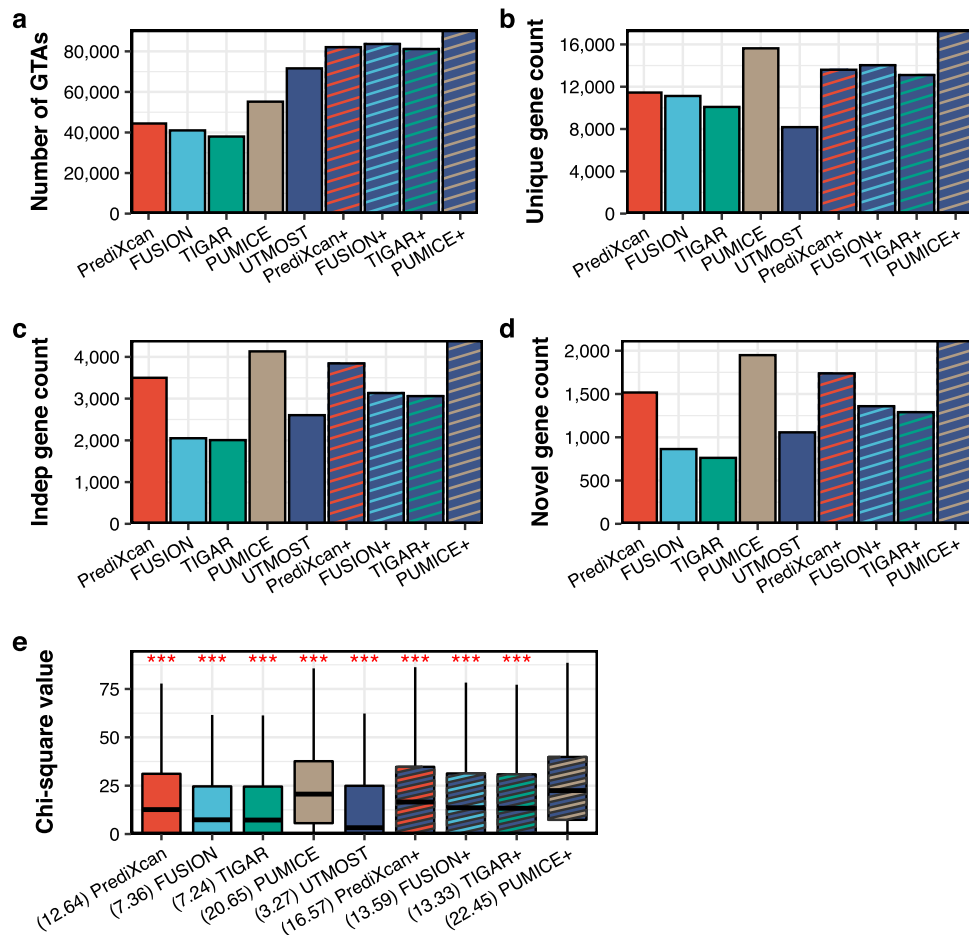 a
Number of GTAs
80,000
60,000
40,000
20,000
0
PrediXcan
FUSION
TIGAR
PUMICE
UTMOST
PrediXcan+
FUSION+
TIGAR+
PUMICE+
b
Unique gene count
16,000
12,000
8,000
4,000
0
PrediXcan
FUSION
TIGAR
PUMICE
UTMOST
PrediXcan+
FUSION+
TIGAR+
PUMICE+
c
Indep gene count
4,000
3,000
2,000
1,000
0
PrediXcan
FUSION
TIGAR
PUMICE
UTMOST
PrediXcan+
FUSION+
TIGAR+
PUMICE+
d
Novel gene count
2,000
1,500
1,000
500
0
PrediXcan
FUSION
TIGAR
PUMICE
UTMOST
PrediXcan+
FUSION+
TIGAR+
PUMICE+
e
Chi-square value
75
50
25
0
*** *** *** *** *** *** *** ***
(12.64) PrediXcan
(7.36) FUSION
(7.24) TIGAR
(20.65) PUMICE
(3.27) UTMOST
(16.57) PrediXcan+
(13.59) FUSION+
(13.33) TIGAR+
(22.45) PUMICE+